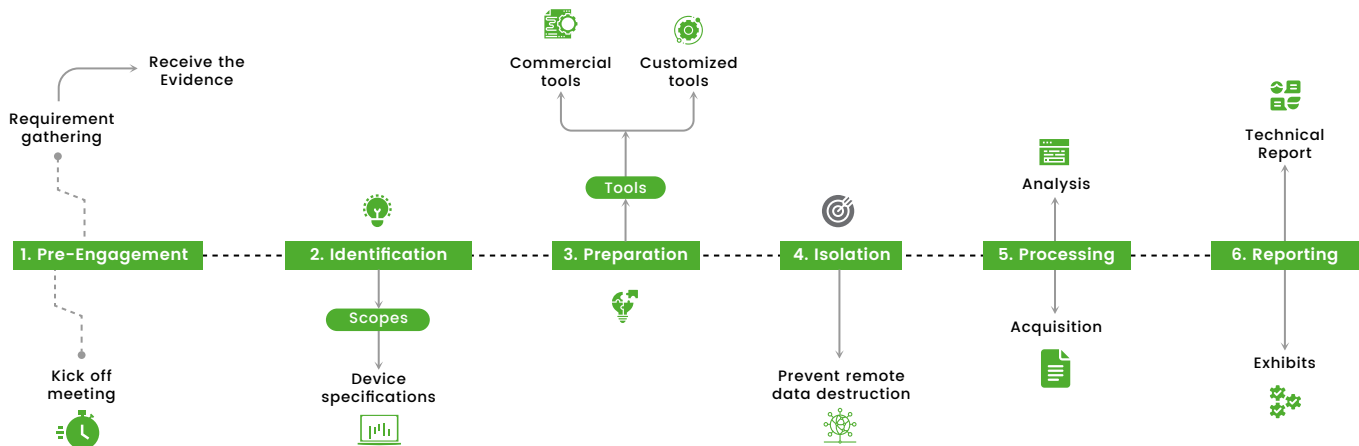 Receive the
Evidence
Requirement
gathering
1. Pre-Engagement
Kick off
meeting
2. Identification
Scopes
Device
specifications
Commercial
tools
Customized
tools
Tools
3. Preparation
4. Isolation
Prevent remote
data destruction
Analysis
5. Processing
Acquisition
Technical
Report
6. Reporting
Exhibits